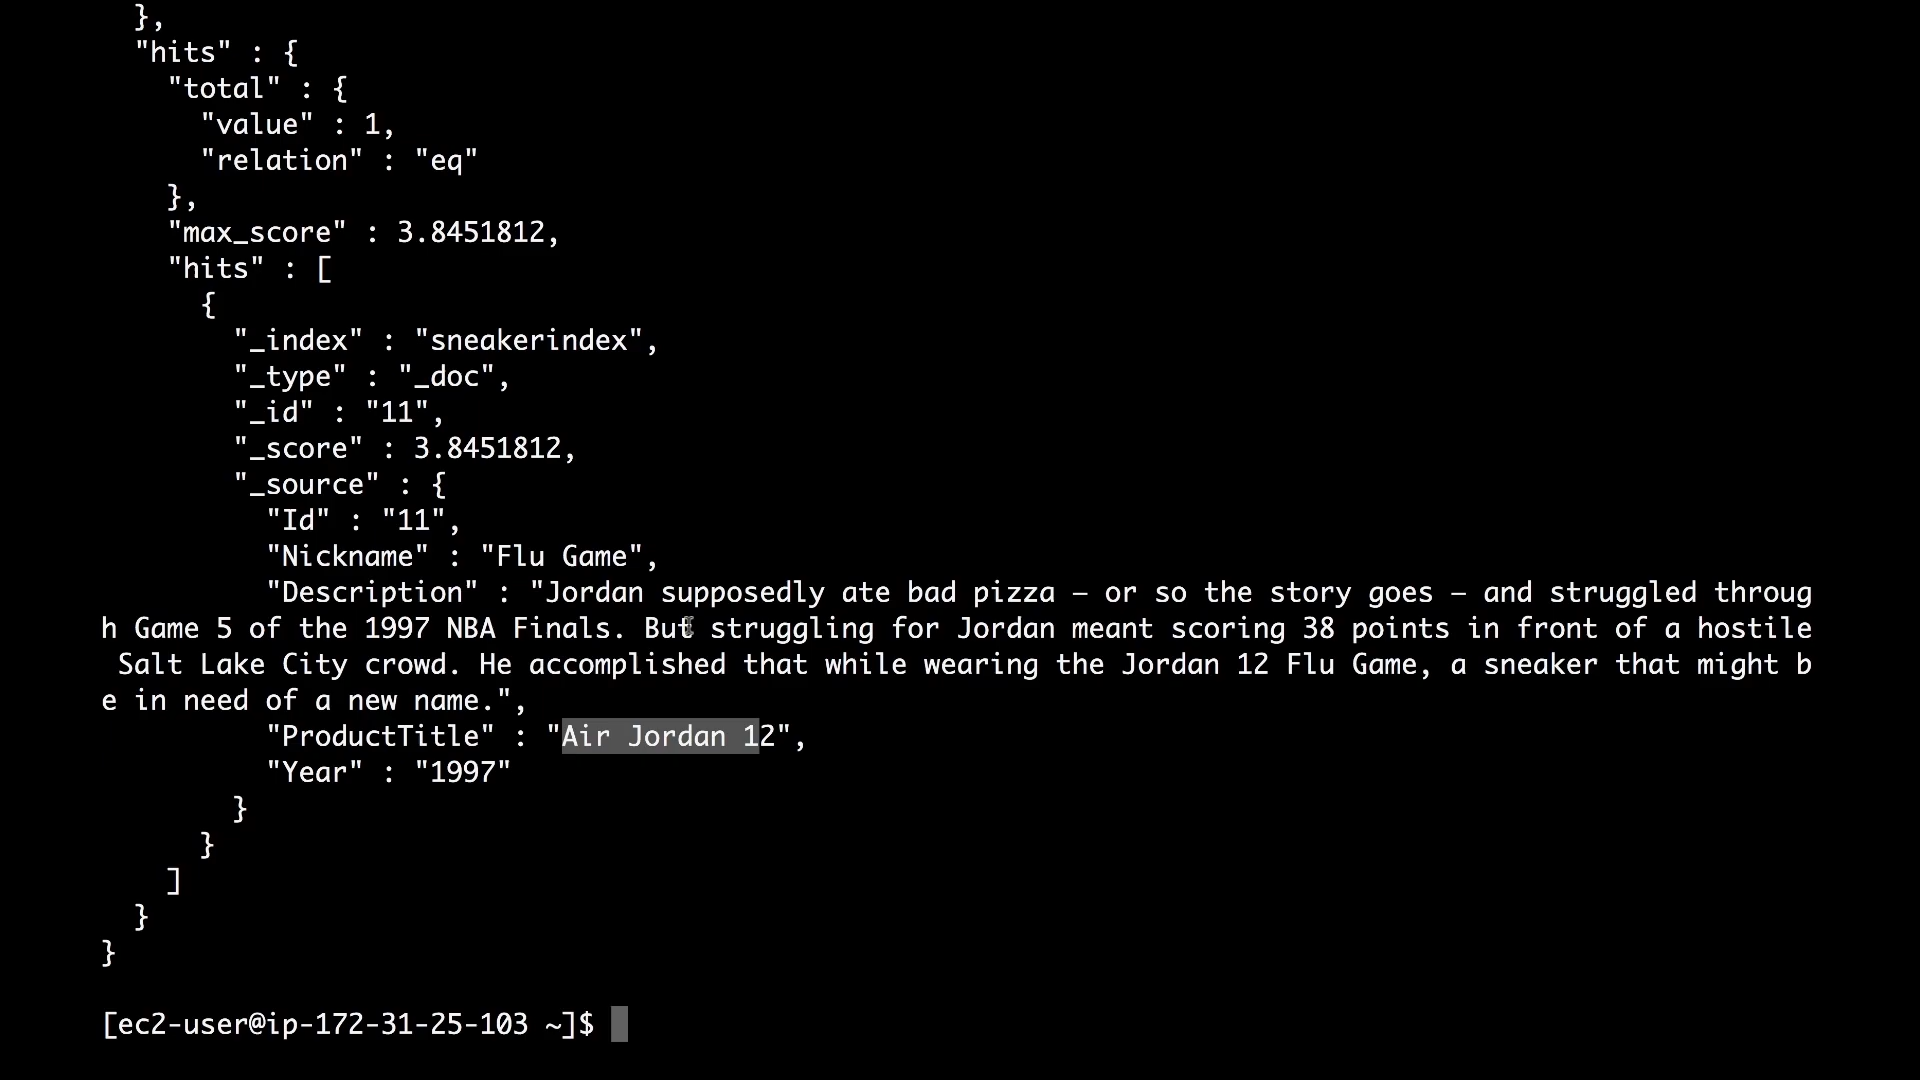 },
"hits" : {
"total" : {
"value" : 1,
"relation" : "eq"
},
"max_score" : 3.8451812,
"hits" : [
{
"_index" : "sneakerindex",
"_type" : "_doc",
"_id" : "11",
"_score" : 3.8451812,
"_source" : {
"Id" : "11",
"Nickname" : "Flu Game",
"Description" : "Jordan supposedly ate bad pizza — or so the story goes — and struggled throug
h Game 5 of the 1997 NBA Finals. But struggling for Jordan meant scoring 38 points in front of a hostile
Salt Lake City crowd. He accomplished that while wearing the Jordan 12 Flu Game, a sneaker that might b
e in need of a new name.",
"ProductTitle" : "Air Jordan 12",
"Year" : "1997"
}
}
]
}
}
[ec2-user@ip-172-31-25-103 ~]$